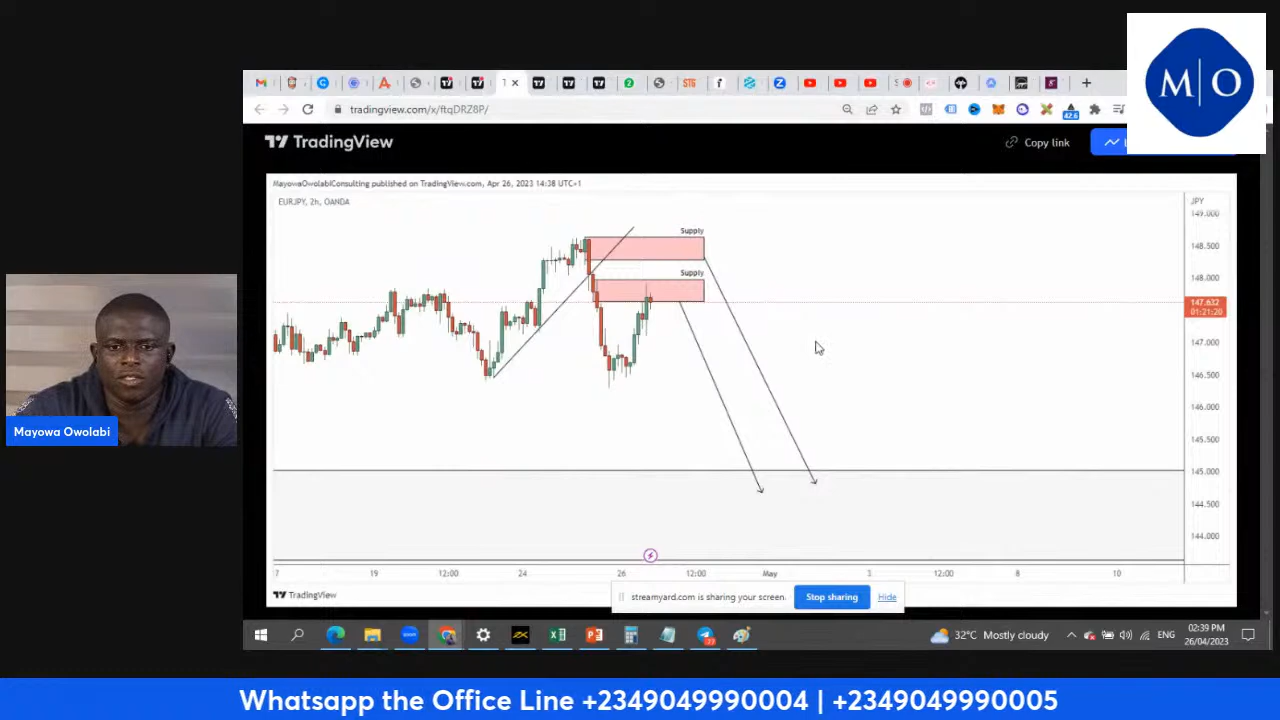 M|O
tradingview.com/x/ftqDRZ8P/
42.6
TradingView
Copy link
MayowaOwolabiConsulting published on TradingView.com, Apr 26, 2023 14:38 UTC+1
EURJPY, 2h, OANDA
JPY
149.000
Supply
148.500
Supply
148.000
147.632
01:21:20
147.000
146.500
146.000
145.500
145.000
144.500
144.000
7 19 12:00 24 26 12:00 May 3 12:00 8 10
TradingView
streamyard.com is sharing your screen.
Stop sharing
Hide
Mayowa Owolabi
32°C Mostly cloudy
ENG
02:39 PM
26/04/2023
Whatsapp the Office Line +2349049990004 | +2349049990005